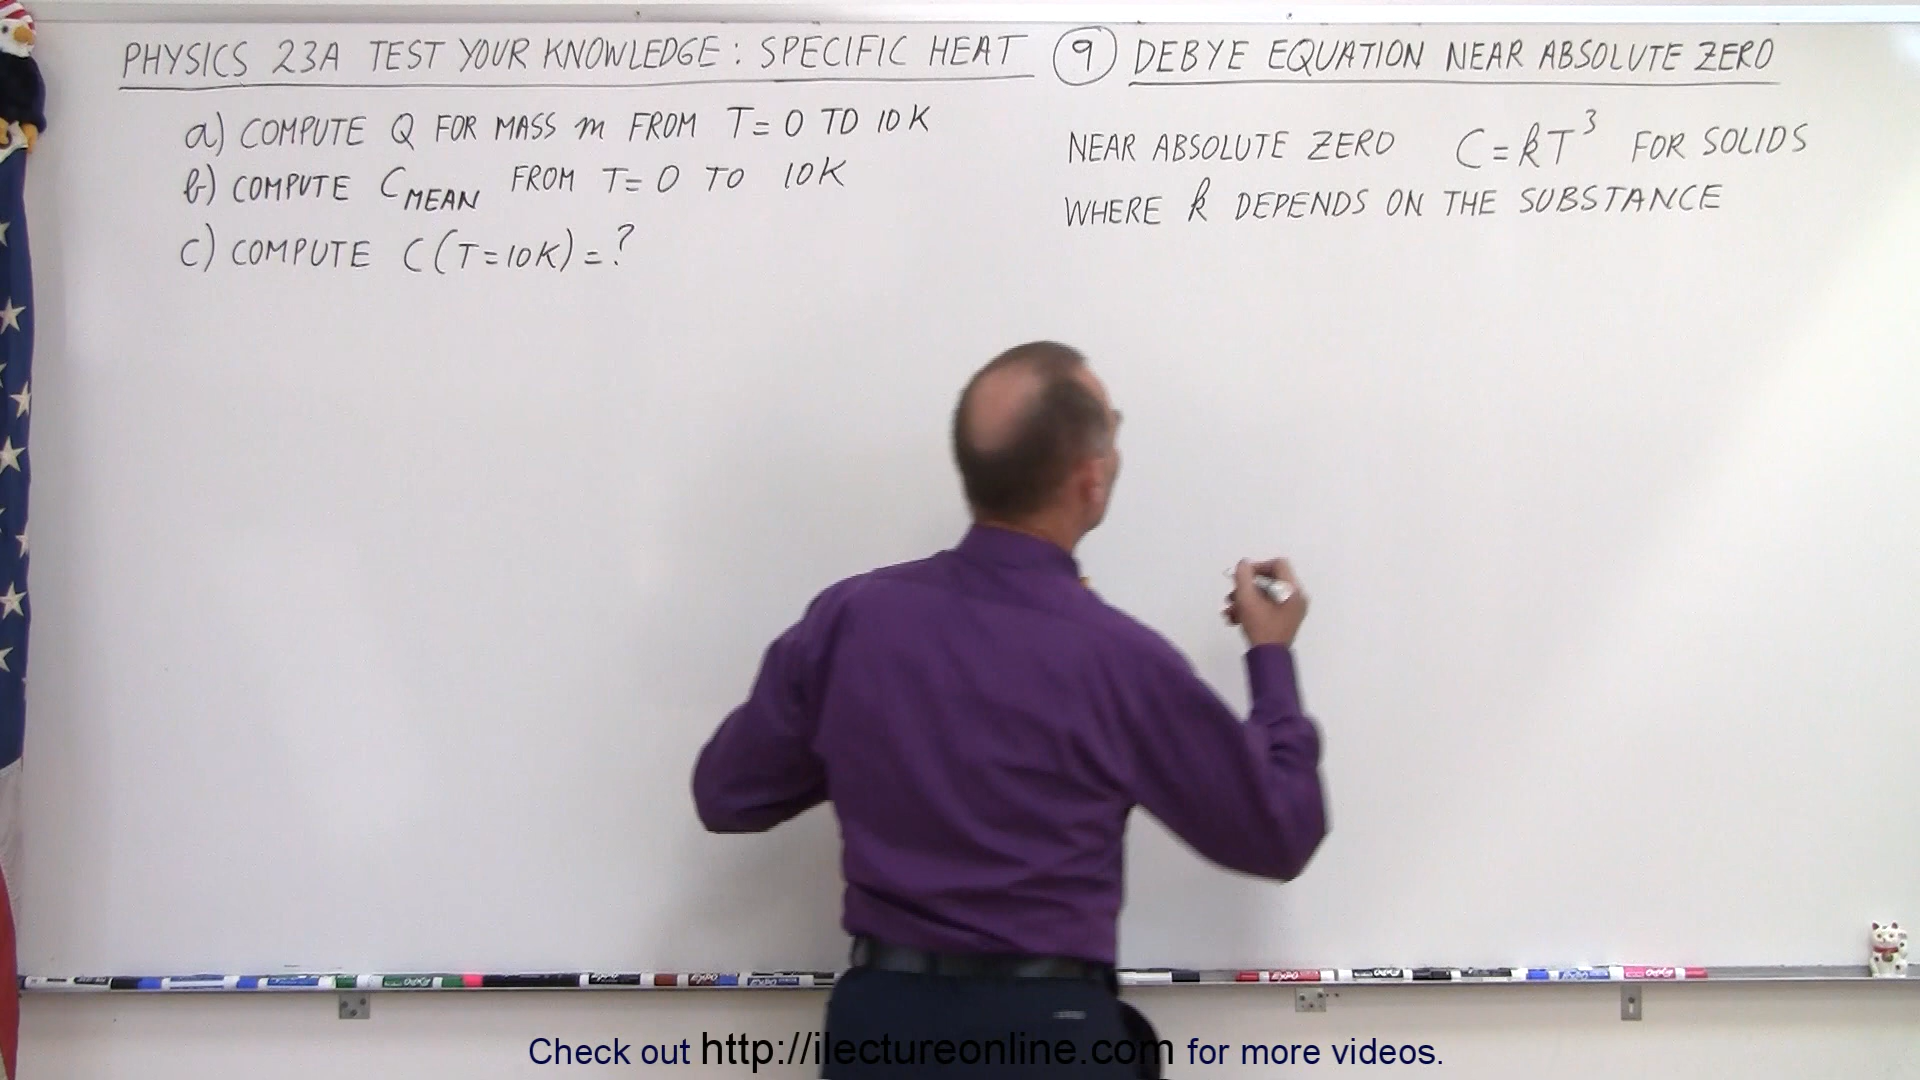 PHYSICS 23A TEST YOUR KNOWLEDGE: SPECIFIC HEAT 9 DEBYE EQUATION NEAR ABSOLUTE ZERO
a) COMPUTE Q FOR MASS m FROM T= 0 TO 10K
b) COMPUTE C MEAN FROM T= 0 TO 10K
c) COMPUTE C(T=10K)=?
NEAR ABSOLUTE ZERO C=kT³ FOR SOLIDS
WHERE k DEPENDS ON THE SUBSTANCE
Check out http://ilectureonline.com for more videos.